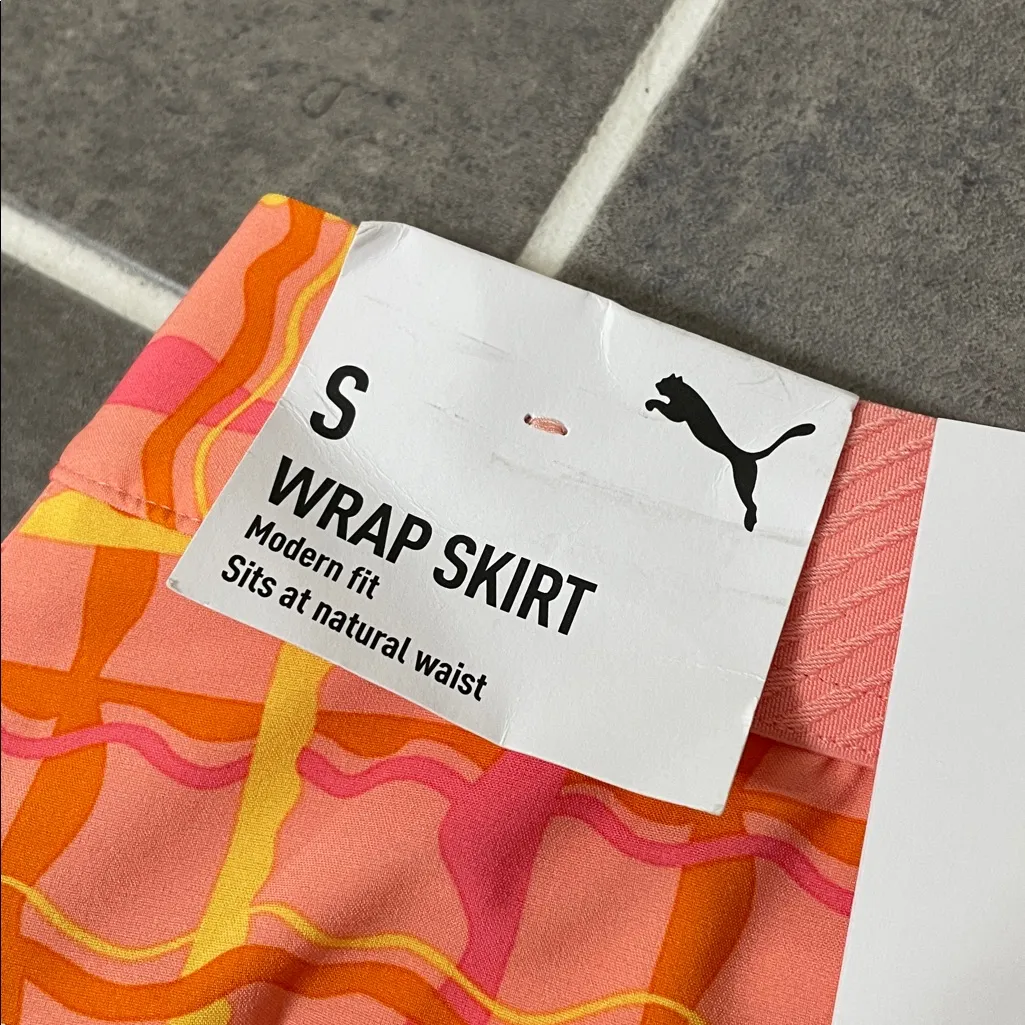 S
WRAP SKIRT
Modern fit
Sits at natural waist